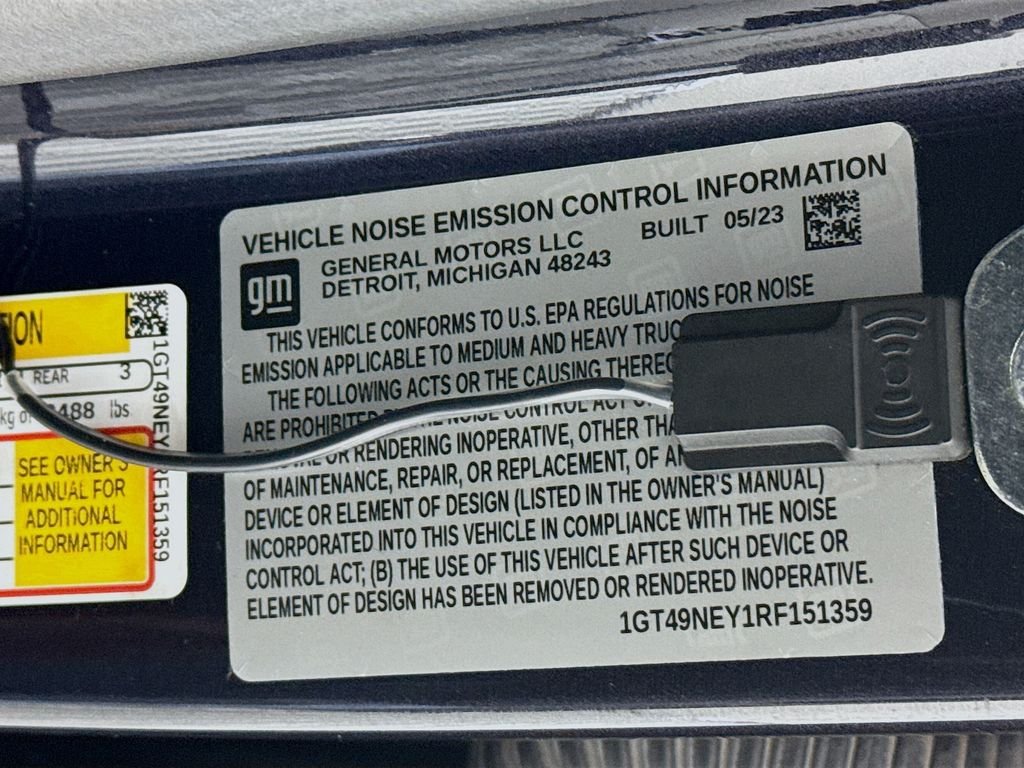 VEHICLE NOISE EMISSION CONTROL INFORMATION
gm
GENERAL MOTORS LLC
DETROIT, MICHIGAN 48243
BUILT 05/23
THIS VEHICLE CONFORMS TO U.S. EPA REGULATIONS FOR NOISE
EMISSION APPLICABLE TO MEDIUM AND HEAVY
THE FOLLOWING ACTS OR THE CAUSING
ARE PROHIBITED NOISE CONTROL ACT
OR RENDERING INOPERATIVE, OTHER
OF MAINTENANCE, REPAIR, OR REPLACEMENT, OF
DEVICE OR ELEMENT OF DESIGN (LISTED IN THE OWNER'S MANUAL)
INCORPORATED INTO THIS VEHICLE IN COMPLIANCE WITH THE NOISE
CONTROL ACT; (B) THE USE OF THIS VEHICLE AFTER SUCH DEVICE OR
ELEMENT OF DESIGN HAS BEEN REMOVED OR RENDERED INOPERATIVE.
1GT49NEY1RF151359
REAR 3
kg lbs
SEE OWNER'S
MANUAL FOR
ADDITIONAL
INFORMATION